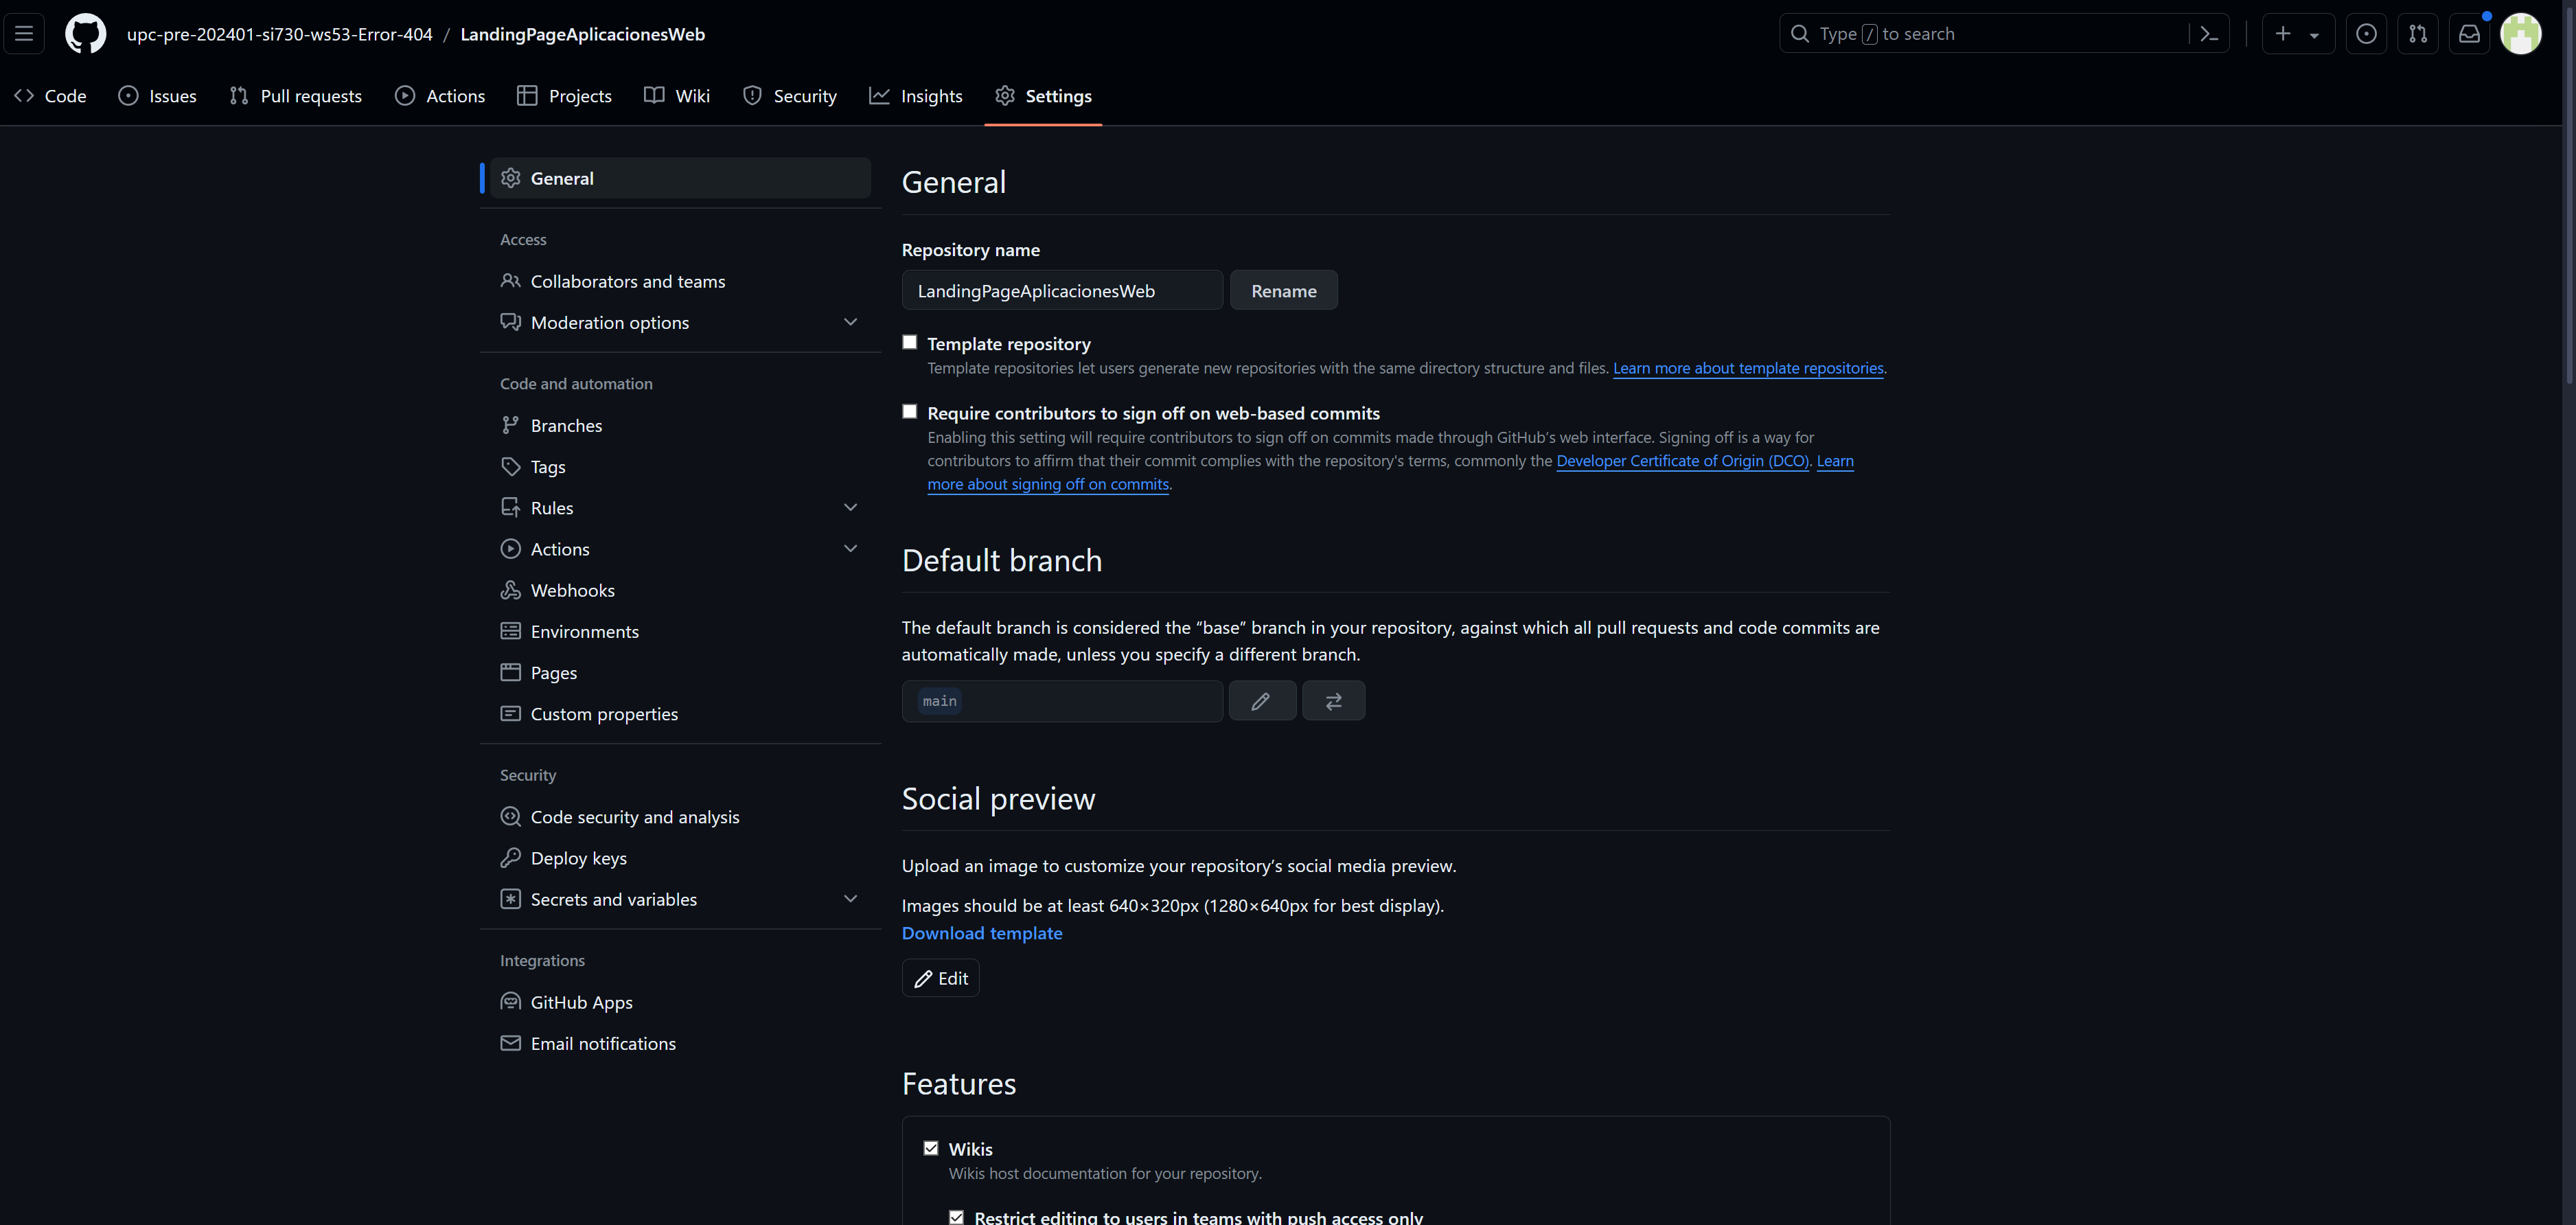 upc-pre-202401-si730-ws53-Error-404 / LandingPageAplicacionesWeb
Type / to search
Code
Issues
Pull requests
Actions
Projects
Wiki
Security
Insights
Settings
General
Access
Collaborators and teams
Moderation options
Code and automation
Branches
Tags
Rules
Actions
Webhooks
Environments
Pages
Custom properties
Security
Code security and analysis
Deploy keys
Secrets and variables
Integrations
GitHub Apps
Email notifications
General
Repository name
LandingPageAplicacionesWeb
Rename
Template repository
Template repositories let users generate new repositories with the same directory structure and files. Learn more about template repositories.
Require contributors to sign off on web-based commits
Enabling this setting will require contributors to sign off on commits made through GitHub's web interface. Signing off is a way for
contributors to affirm that their commit complies with the repository's terms, commonly the Developer Certificate of Origin (DCO). Learn
more about signing off on commits.
Default branch
The default branch is considered the “base” branch in your repository, against which all pull requests and code commits are
automatically made, unless you specify a different branch.
main
Social preview
Upload an image to customize your repository’s social media preview.
Images should be at least 640×320px (1280×640px for best display).
Download template
Edit
Features
Wikis
Wikis host documentation for your repository.
Restrict editing to users in teams with push access only